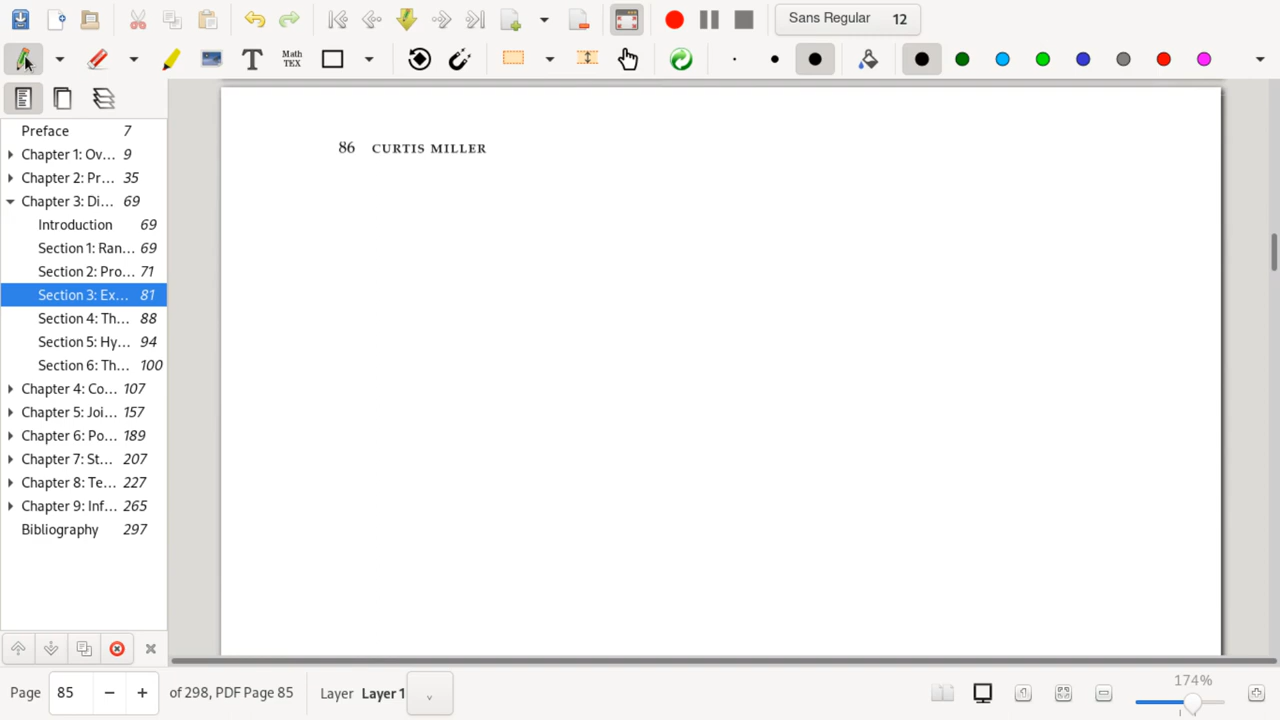 Sans Regular 12
Math
TEX
Preface 7
Chapter 1: Ov... 9
Chapter 2: Pr... 35
Chapter 3: Di... 69
Introduction 69
Section 1: Ran... 69
Section 2: Pro... 71
Section 3: Ex... 81
Section 4: Th... 88
Section 5: Hy... 94
Section 6: Th... 100
Chapter 4: Co... 107
Chapter 5: Joi... 157
Chapter 6: Po... 189
Chapter 7: St... 207
Chapter 8: Te... 227
Chapter 9: Inf... 265
Bibliography 297
86 CURTIS MILLER
Page 85 of 298, PDF Page 85 Layer Layer 1
174%